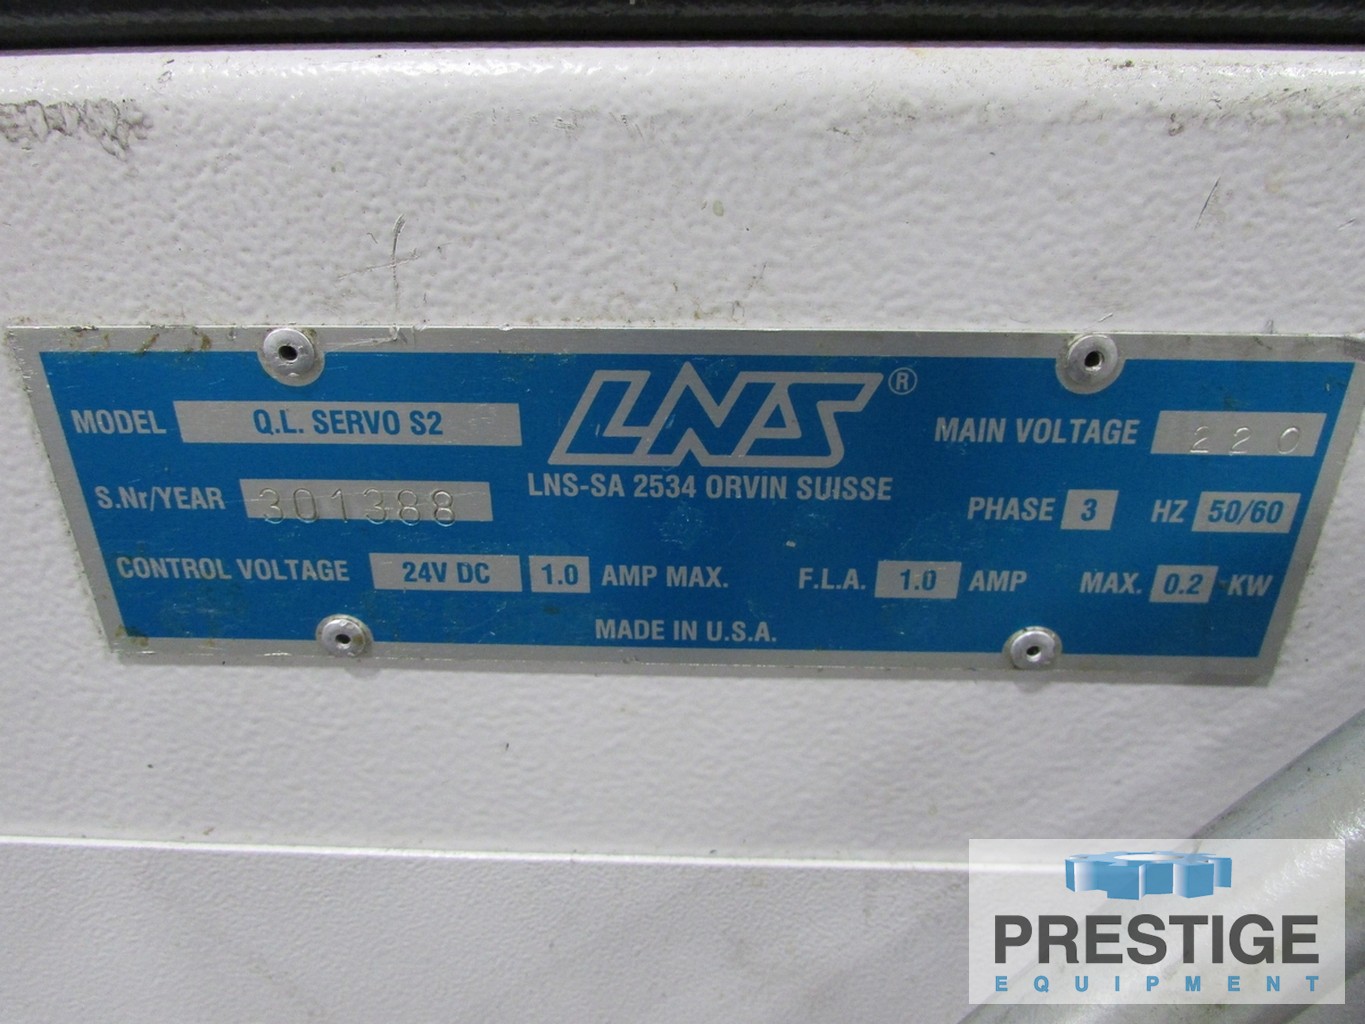 LNS®
MODEL Q.L. SERVO S2
MAIN VOLTAGE 220
LNS-SA 2534 ORVIN SUISSE
S.Nr/YEAR 301388
PHASE 3 HZ 50/60
CONTROL VOLTAGE 24V DC 1.0 AMP MAX. F.L.A. 1.0 AMP MAX. 0.2 KW
MADE IN U.S.A.
PRESTIGE
EQUIPMENT